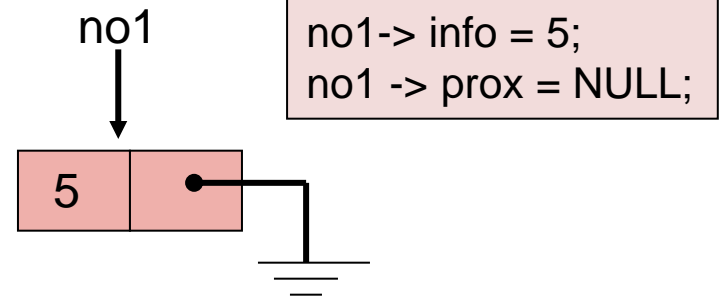 no1
no1-> info = 5;
no1 -> prox = NULL;
5